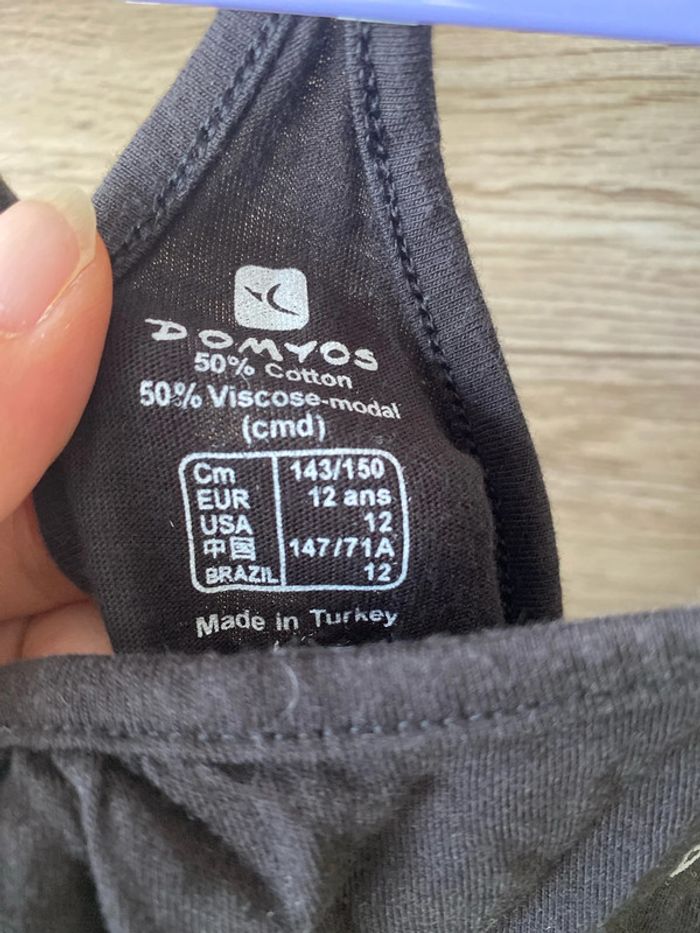 DOMYOS
50% Cotton
50% Viscose-modal
(cmd)
Cm 143/150
EUR 12 ans
USA 12
中国 147/71A
BRAZIL 12
Made in Turkey